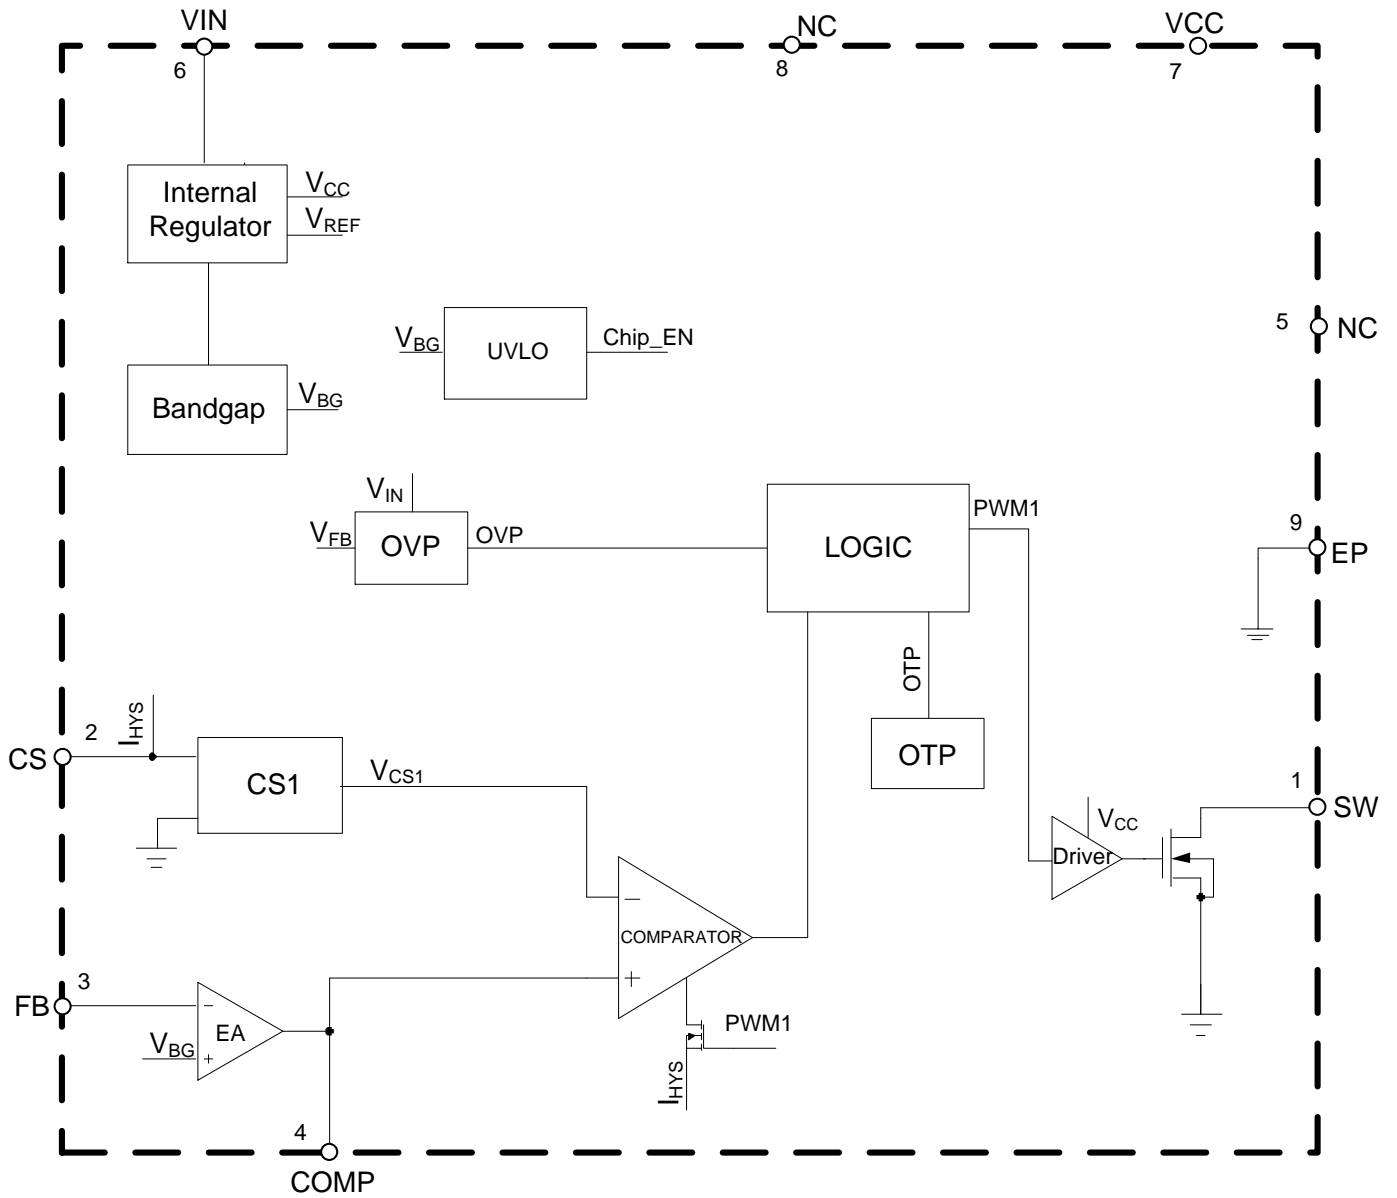 VIN
NC
VCC
6
8
7
Internal
Regulator
VCC
VREF
5
NC
VBG
UVLO
Chip_EN
Bandgap
VBG
VIN
VFB
OVP
OVP
LOGIC
PWM1
9
EP
OTP
OTP
IHYS
2
CS
CS1
VCS1
1
SW
VCC
Driver
−
COMPARATOR
+
3
FB
−
EA
VBG
+
PWM1
IHYS
4
COMP